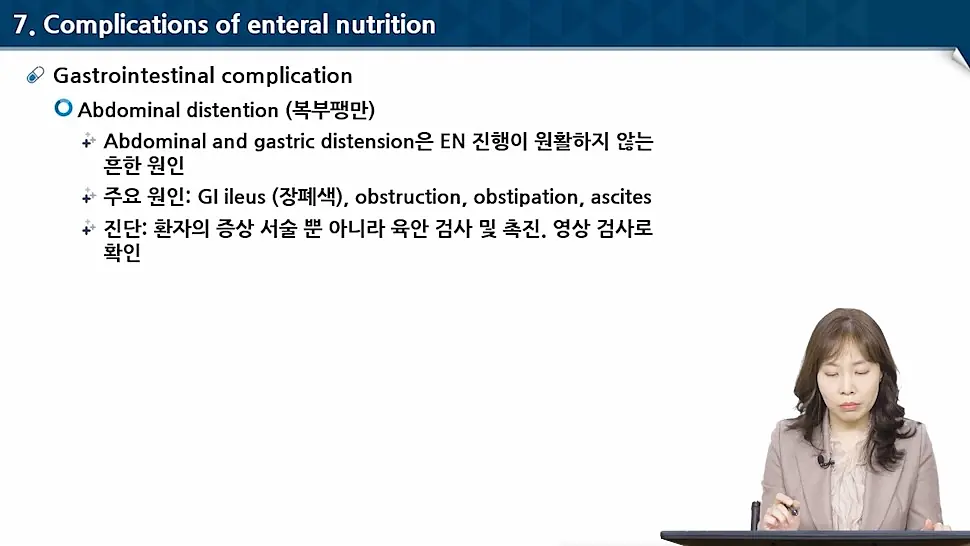 7. Complications of enteral nutrition
Gastrointestinal complication
Abdominal distention (복부팽만)
Abdominal and gastric distension은 EN 진행이 원활하지 않는
흔한 원인
주요 원인: GI ileus (장폐색), obstruction, obstipation, ascites
진단: 환자의 증상 서술 뿐 아니라 육안 검사 및 촉진. 영상 검사로
확인